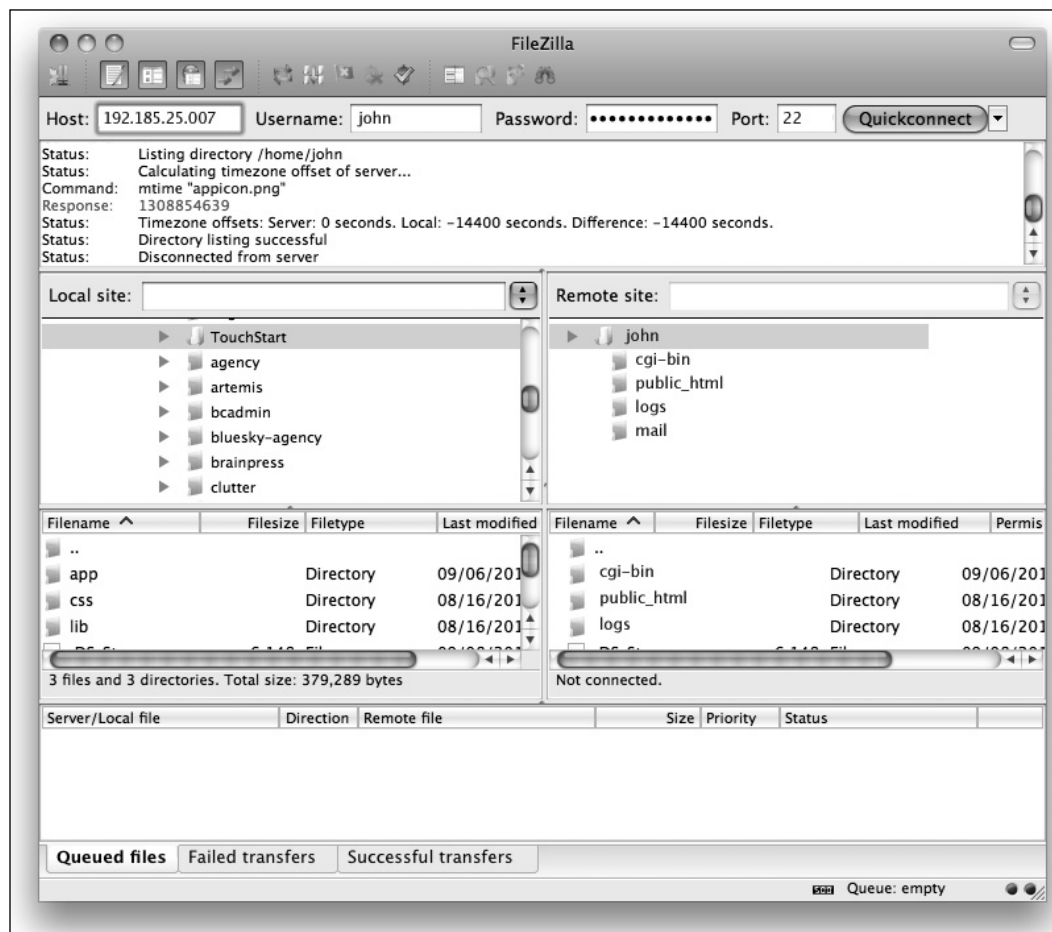 FileZilla
Host: 192.185.25.007 Username: john Password: ••••••••••••• Port: 22 Quickconnect
Status: Listing directory /home/john
Status: Calculating timezone offset of server...
Command: mtime "appicon.png"
Response: 1308854639
Status: Timezone offsets: Server: 0 seconds. Local: -14400 seconds. Difference: -14400 seconds.
Status: Directory listing successful
Status: Disconnected from server
Local site:
TouchStart
agency
artemis
bcadmin
bluesky-agency
brainpress
clutter
Remote site:
john
cgi-bin
public_html
logs
mail
Filename Filesize Filetype Last modified
..
app Directory 09/06/201
css Directory 08/16/201
lib Directory 08/16/201
3 files and 3 directories. Total size: 379,289 bytes
Filename Filesize Filetype Last modified Permis
..
cgi-bin Directory 09/06/201
public_html Directory 08/16/201
logs Directory 08/16/201
Not connected.
Server/Local file Direction Remote file Size Priority Status
Queued files Failed transfers Successful transfers
Queue: empty